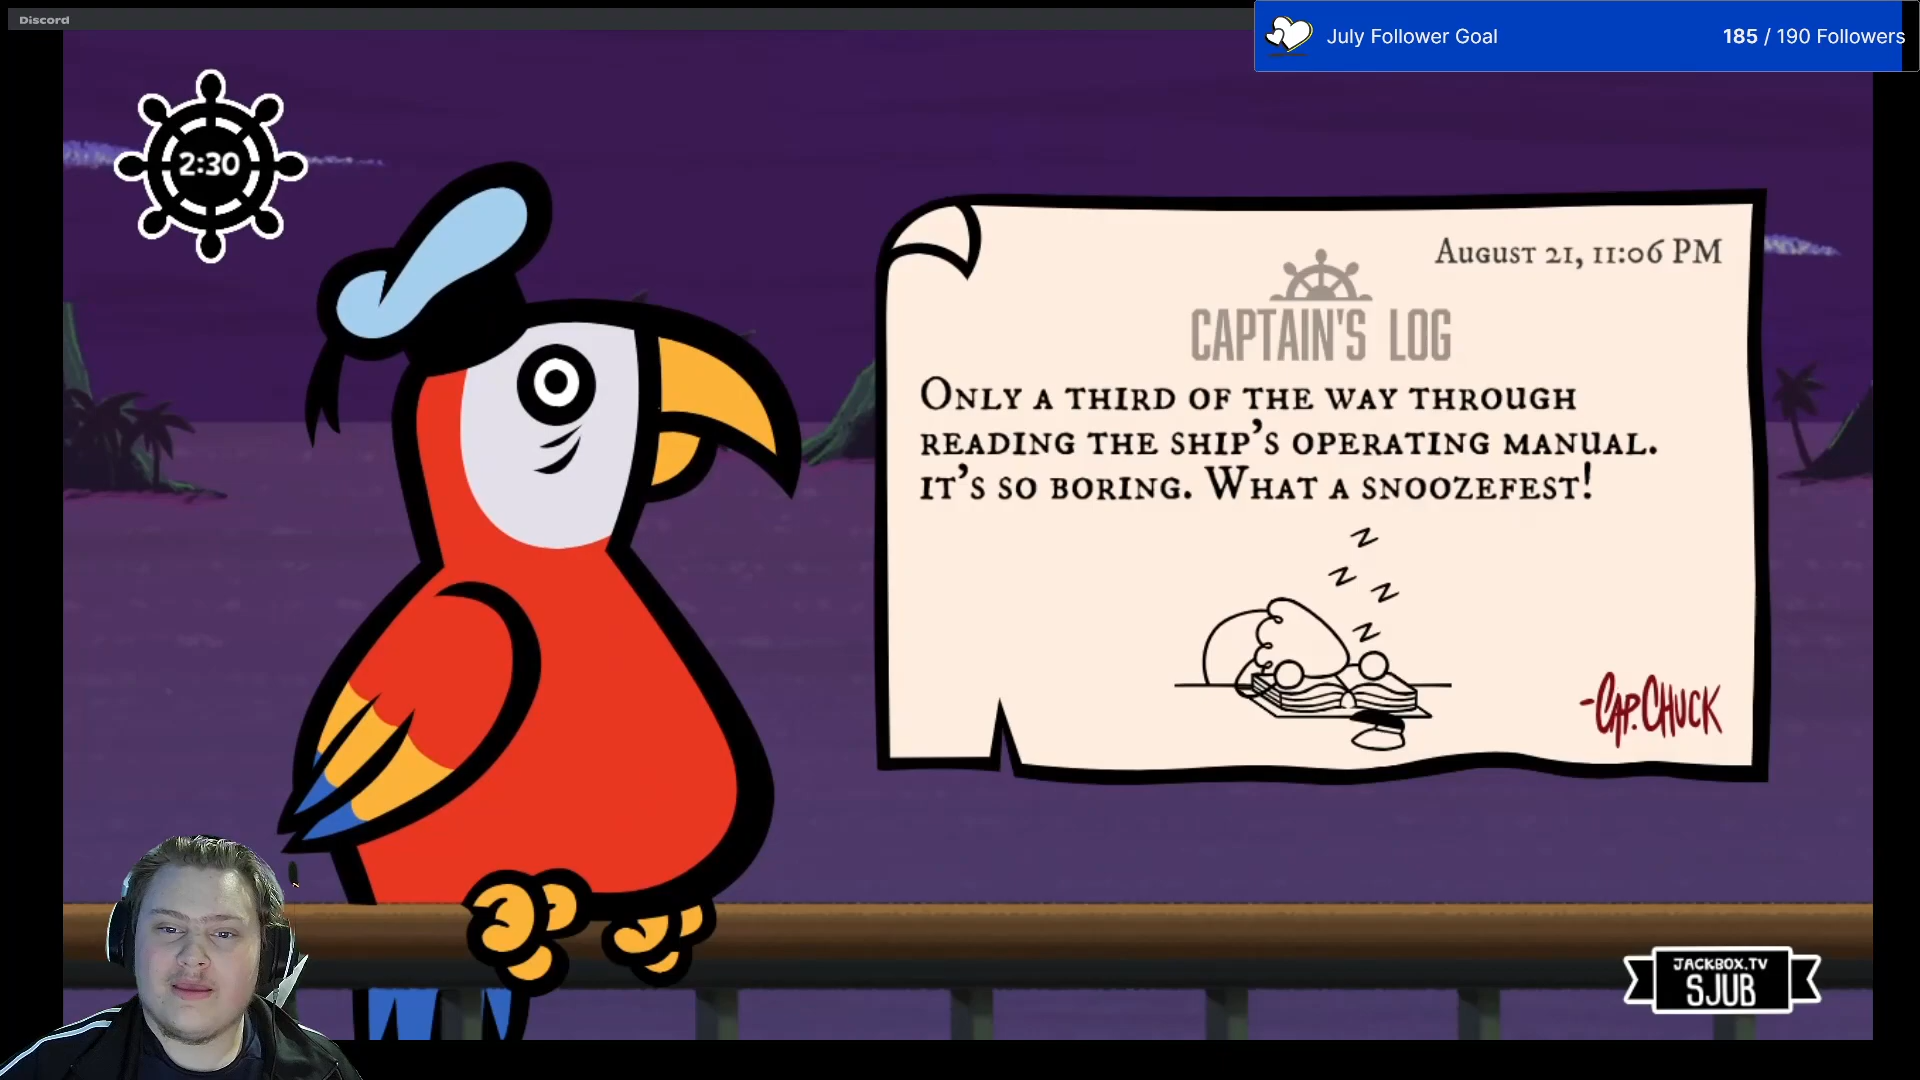 Discord
July Follower Goal 185 / 190 Followers
2:30
August 21, 11:06 PM
CAPTAIN'S LOG
Only a third of the way through
reading the ship's operating manual.
it's so boring. What a snoozefest!
z
z
z
z
-Cap. Chuck
JACKBOX.TV
SJUB